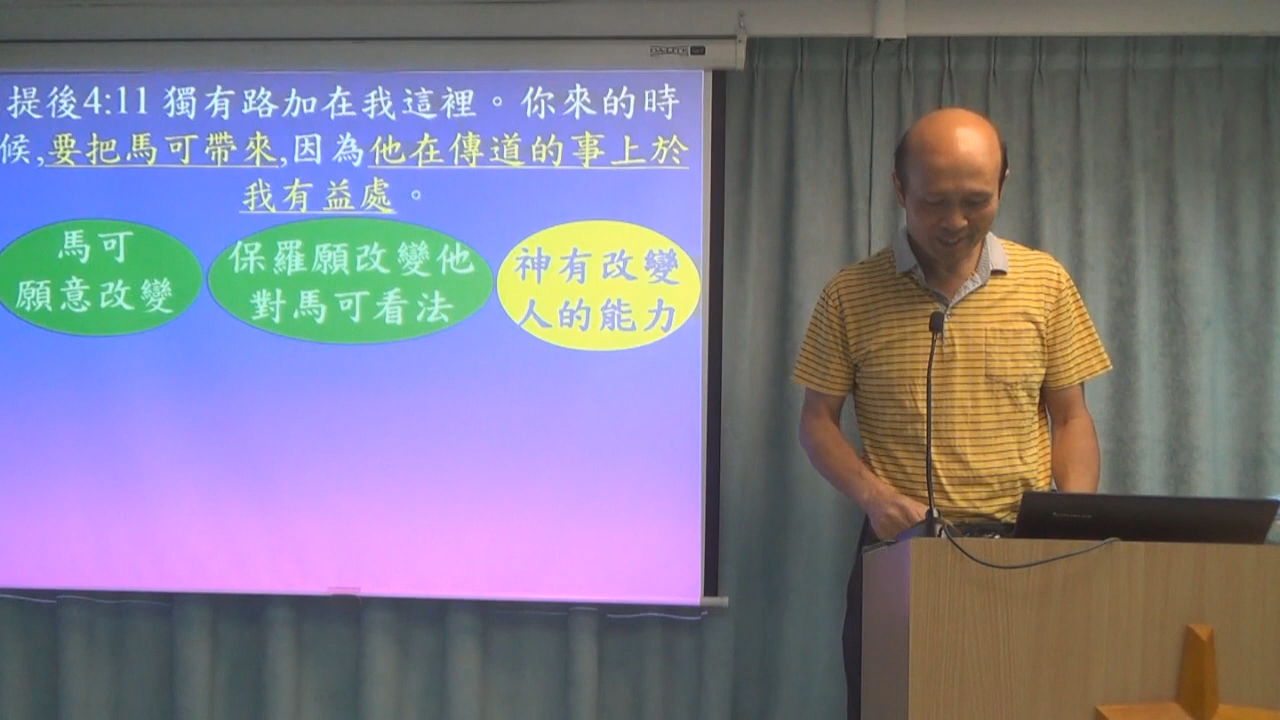 提後4:11 獨有路加在我這裡。你來的時
候,要把馬可帶來,因為他在傳道的事上於
我有益處。
馬可
願意改變
保羅願改變他
對馬可看法
神有改變
人的能力